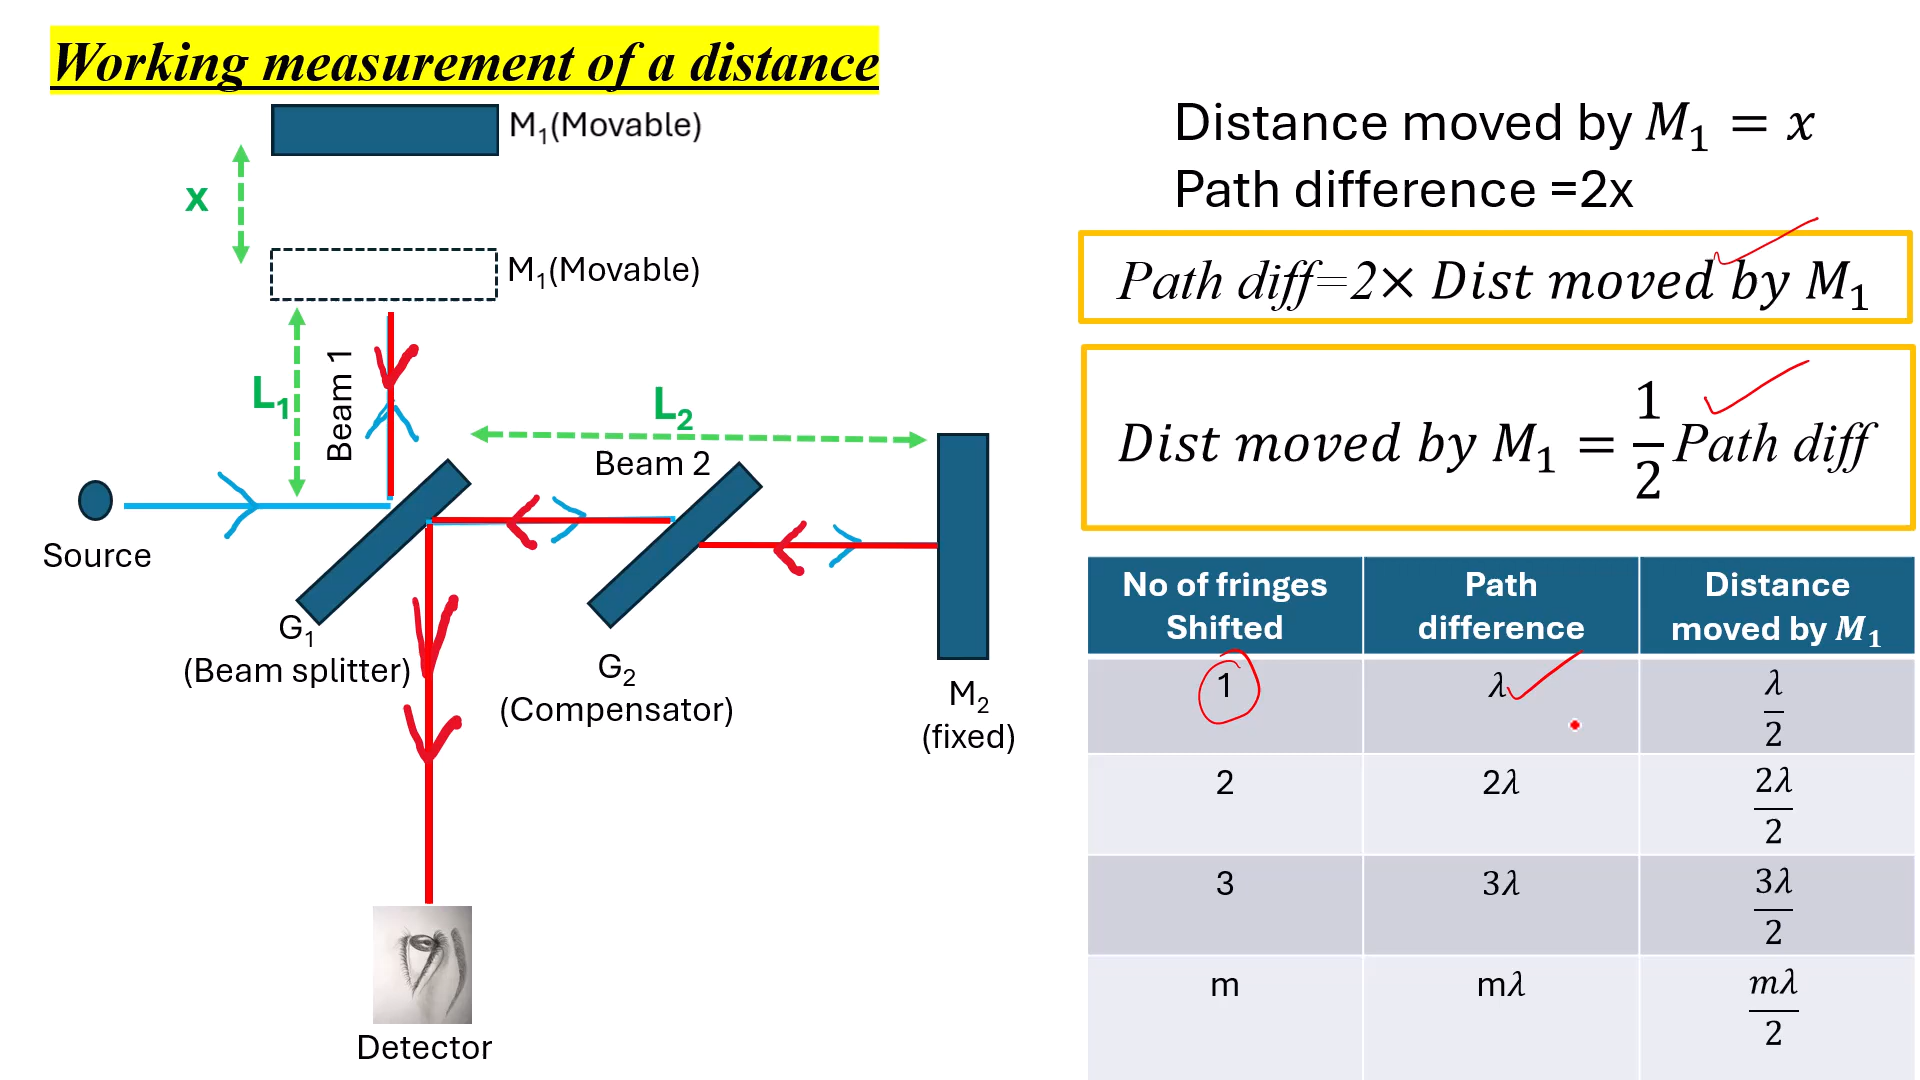 Working measurement of a distance
M₁(Movable)
x
M₁(Movable)
L₁
Beam 1
L₂
Beam 2
Source
G₁
(Beam splitter)
G₂
(Compensator)
M₂
(fixed)
Detector
Distance moved by M₁ = x
Path difference =2x
Path diff=2× Dist moved by M₁
Dist moved by M₁ = 1/2 Path diff
No of fringes Shifted | Path difference | Distance moved by M₁
1 | λ | λ/2
2 | 2λ | 2λ/2
3 | 3λ | 3λ/2
m | mλ | mλ/2